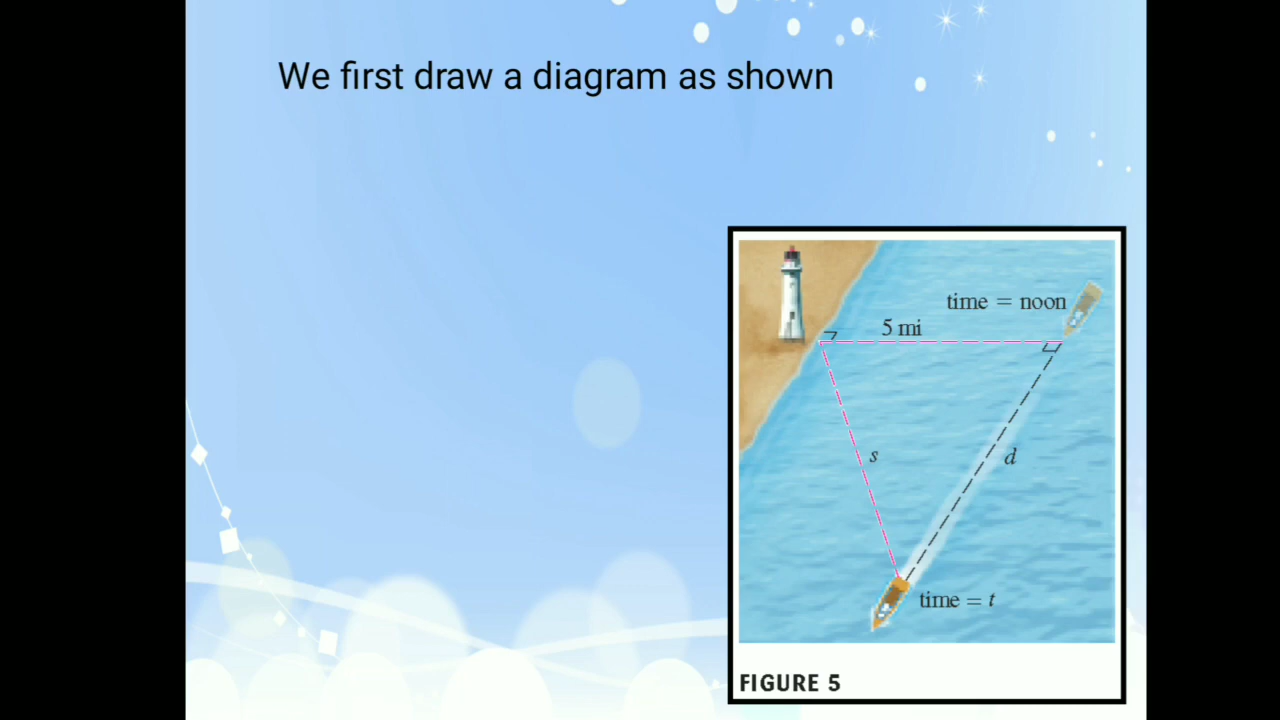 We first draw a diagram as shown
time = noon
5 mi
s
d
time = t
FIGURE 5